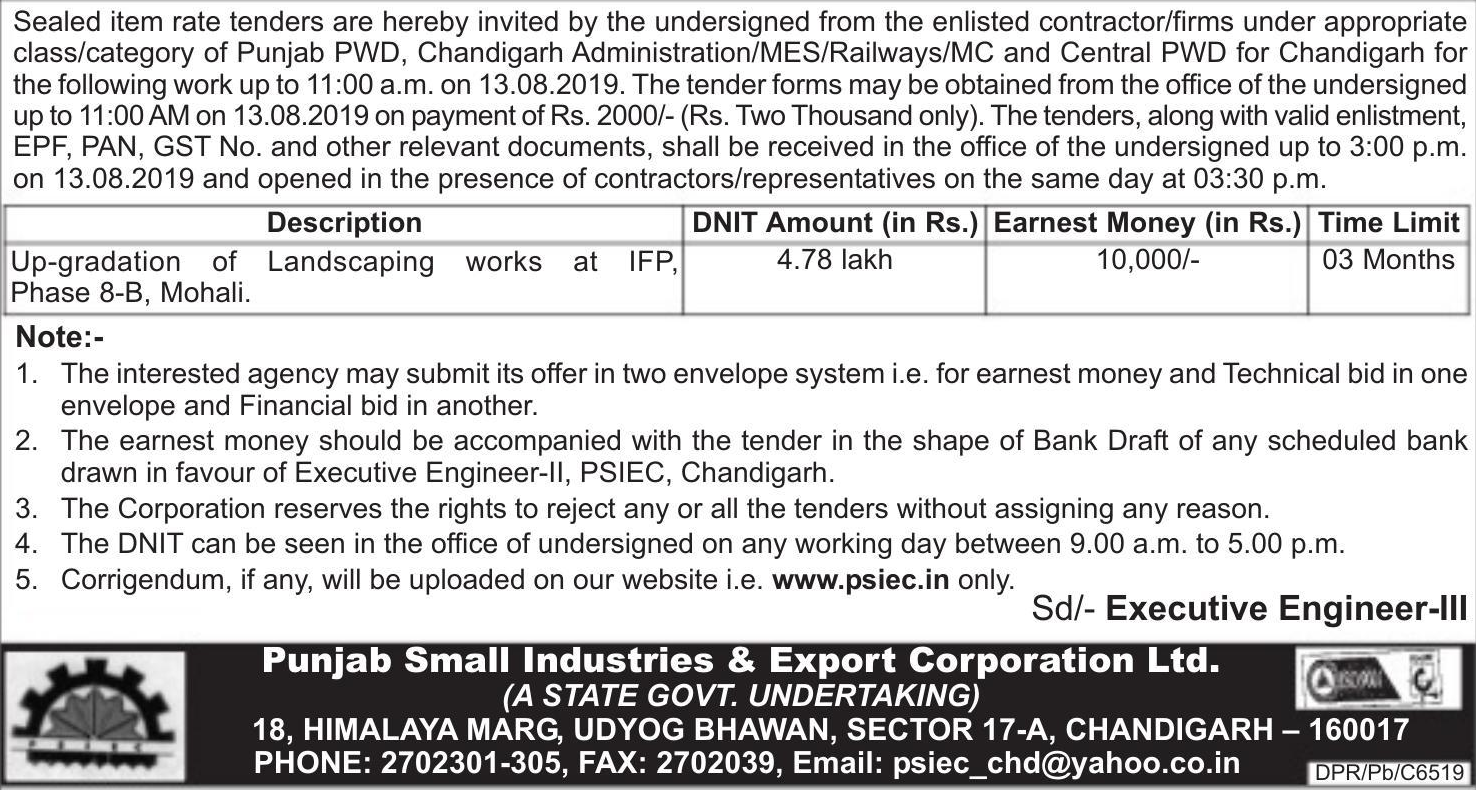 Sealed item rate tenders are hereby invited by the undersigned from the enlisted contractor/firms under appropriate
class/category of Punjab PWD, Chandigarh Administration/MES/Railways/MC and Central PWD for Chandigarh for
the following work up to 11:00 a.m. on 13.08.2019. The tender forms may be obtained from the office of the undersigned
up to 11:00 AM on 13.08.2019 on payment of Rs. 2000/- (Rs. Two Thousand only). The tenders, along with valid enlistment,
EPF, PAN, GST No. and other relevant documents, shall be received in the office of the undersigned up to 3:00 p.m.
on 13.08.2019 and opened in the presence of contractors/representatives on the same day at 03:30 p.m.
Description DNIT Amount (in Rs.) Earnest Money (in Rs.) Time Limit
Up-gradation of Landscaping works at IFP, 4.78 lakh 10,000/- 03 Months
Phase 8-B, Mohali.
Note:-
1. The interested agency may submit its offer in two envelope system i.e. for earnest money and Technical bid in one
envelope and Financial bid in another.
2. The earnest money should be accompanied with the tender in the shape of Bank Draft of any scheduled bank
drawn in favour of Executive Engineer-II, PSIEC, Chandigarh.
3. The Corporation reserves the rights to reject any or all the tenders without assigning any reason.
4. The DNIT can be seen in the office of undersigned on any working day between 9.00 a.m. to 5.00 p.m.
5. Corrigendum, if any, will be uploaded on our website i.e. www.psiec.in only.
Sd/- Executive Engineer-III
Punjab Small Industries & Export Corporation Ltd.
(A STATE GOVT. UNDERTAKING)
18, HIMALAYA MARG, UDYOG BHAWAN, SECTOR 17-A, CHANDIGARH – 160017
PHONE: 2702301-305, FAX: 2702039, Email: psiec_chd@yahoo.co.in
PSIEC
DPR/Pb/C6519